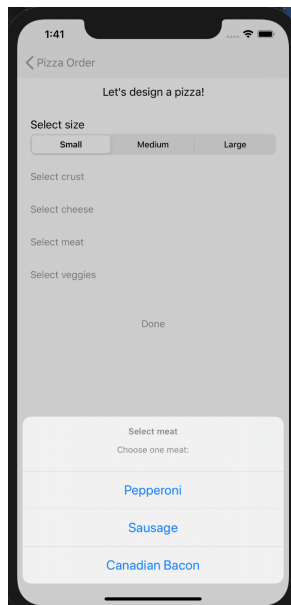 1:41
Pizza Order
Let's design a pizza!
Select size
Small Medium Large
Select crust
Select cheese
Select meat
Select veggies
Done
Select meat
Choose one meat:
Pepperoni
Sausage
Canadian Bacon